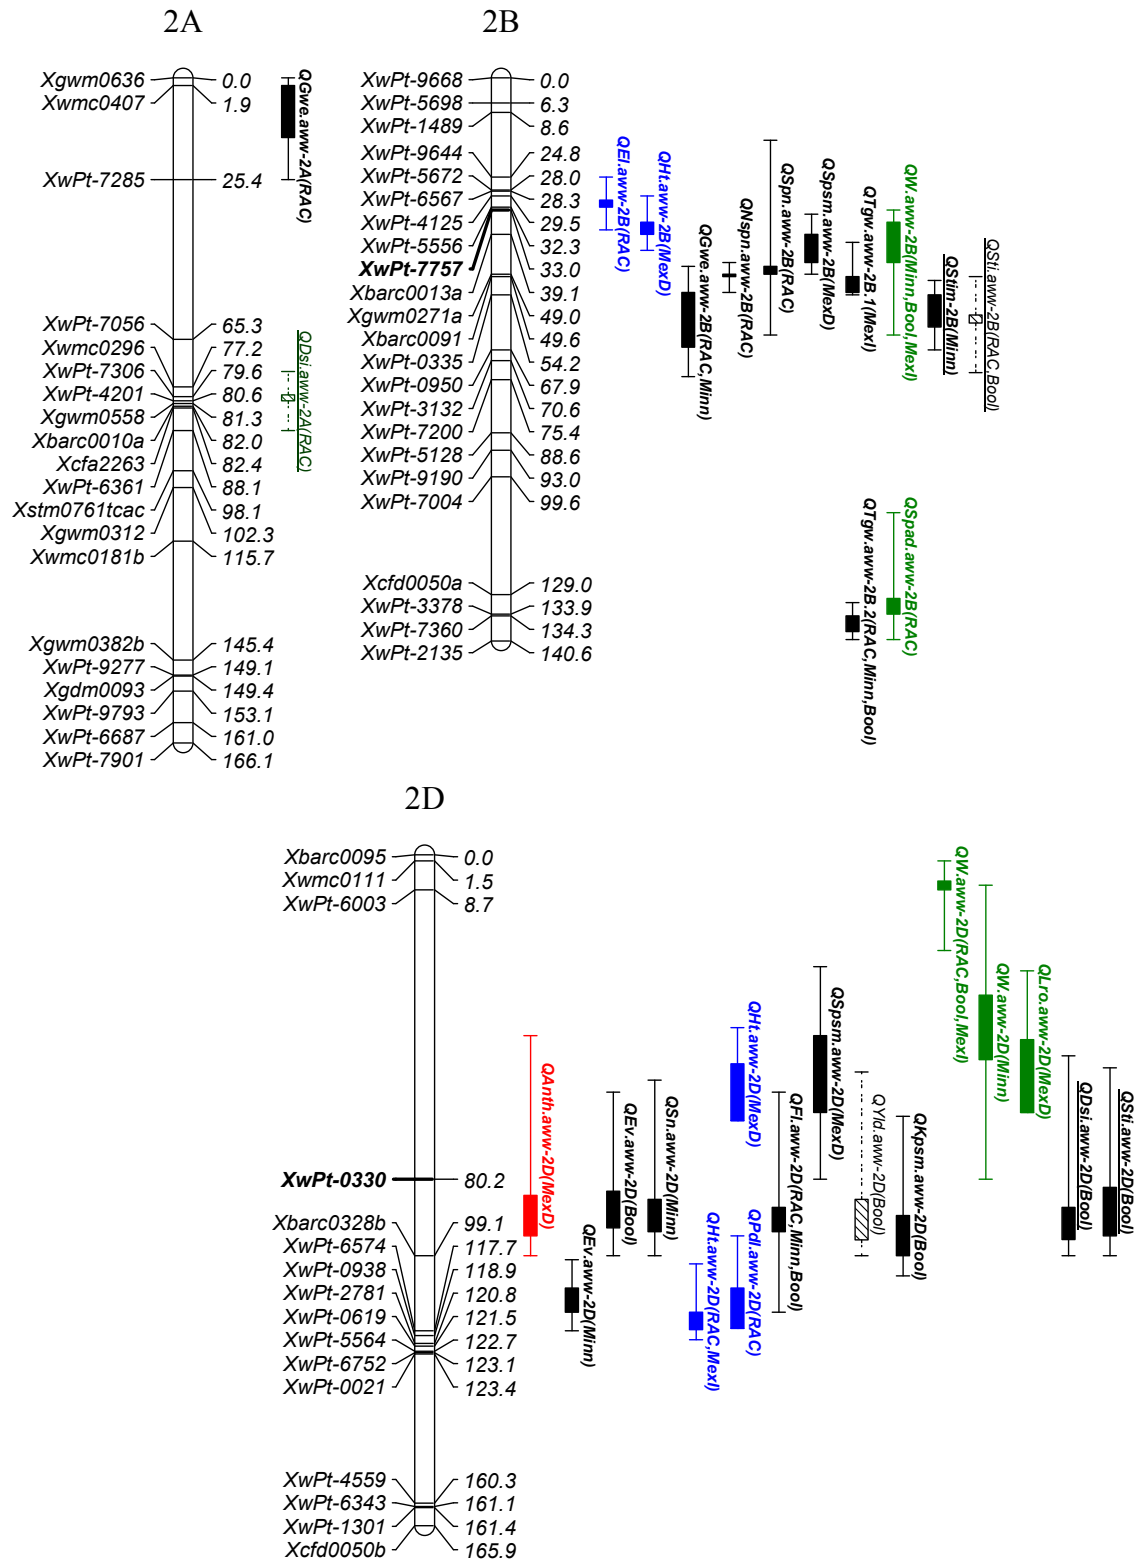 2A
Xgwm0636 0.0
Xwmc0407 1.9
XwPt-7285 25.4
XwPt-7056 65.3
Xwmc0296 77.2
XwPt-7306 79.6
XwPt-4201 80.6
Xgwm0558 81.3
Xbarc0010a 82.0
Xcfa2263 82.4
XwPt-6361 88.1
Xstm0761tcac 98.1
Xgwm0312 102.3
Xwmc0181b 115.7
Xgwm0382b 145.4
XwPt-9277 149.1
Xgdm0093 149.4
XwPt-9793 153.1
XwPt-6687 161.0
XwPt-7901 166.1
QGwe.aww-2A(RAC)
QDsi.aww-2A(RAC)
2B
XwPt-9668 0.0
XwPt-5698 6.3
XwPt-1489 8.6
XwPt-9644 24.8
XwPt-5672 28.0
XwPt-6567 28.3
XwPt-4125 29.5
XwPt-5556 32.3
XwPt-7757 33.0
Xbarc0013a 39.1
Xgwm0271a 49.0
Xbarc0091 49.6
XwPt-0335 54.2
XwPt-0950 67.9
XwPt-3132 70.6
XwPt-7200 75.4
XwPt-5128 88.6
XwPt-9190 93.0
XwPt-7004 99.6
Xcfd0050a 129.0
XwPt-3378 133.9
XwPt-7360 134.3
XwPt-2135 140.6
QEl.aww-2B(RAC)
QHt.aww-2B(MexD)
QGwe.aww-2B(RAC,Minn)
QNspn.aww-2B(RAC)
QSpn.aww-2B(RAC)
QSpsm.aww-2B(MexD)
QTgw.aww-2B.1(MexI)
QW.aww-2B(Minn,Bool,MexI)
QStim-2B(Minn)
QSti.aww-2B(RAC,Bool)
QTgw.aww-2B.2(RAC,Minn,Bool)
QSpad.aww-2B(RAC)
2D
Xbarc0095 0.0
Xwmc0111 1.5
XwPt-6003 8.7
XwPt-0330 80.2
Xbarc0328b 99.1
XwPt-6574 117.7
XwPt-0938 118.9
XwPt-2781 120.8
XwPt-0619 121.5
XwPt-5564 122.7
XwPt-6752 123.1
XwPt-0021 123.4
XwPt-4559 160.3
XwPt-6343 161.1
XwPt-1301 161.4
Xcfd0050b 165.9
QAnth.aww-2D(MexD)
QEv.aww-2D(Minn)
QEv.aww-2D(Bool)
QSn.aww-2D(Minn)
QHt.aww-2D(RAC,MexI)
QHt.aww-2D(MexD)
QPdl.aww-2D(RAC)
QFl.aww-2D(RAC,Minn,Bool)
QSpsm.aww-2D(MexD)
QYld.aww-2D(Bool)
QKpsm.aww-2D(Bool)
QW.aww-2D(RAC,Bool,MexI)
QW.aww-2D(Minn)
QLro.aww-2D(MexD)
QDsi.aww-2D(Bool)
QSti.aww-2D(Bool)